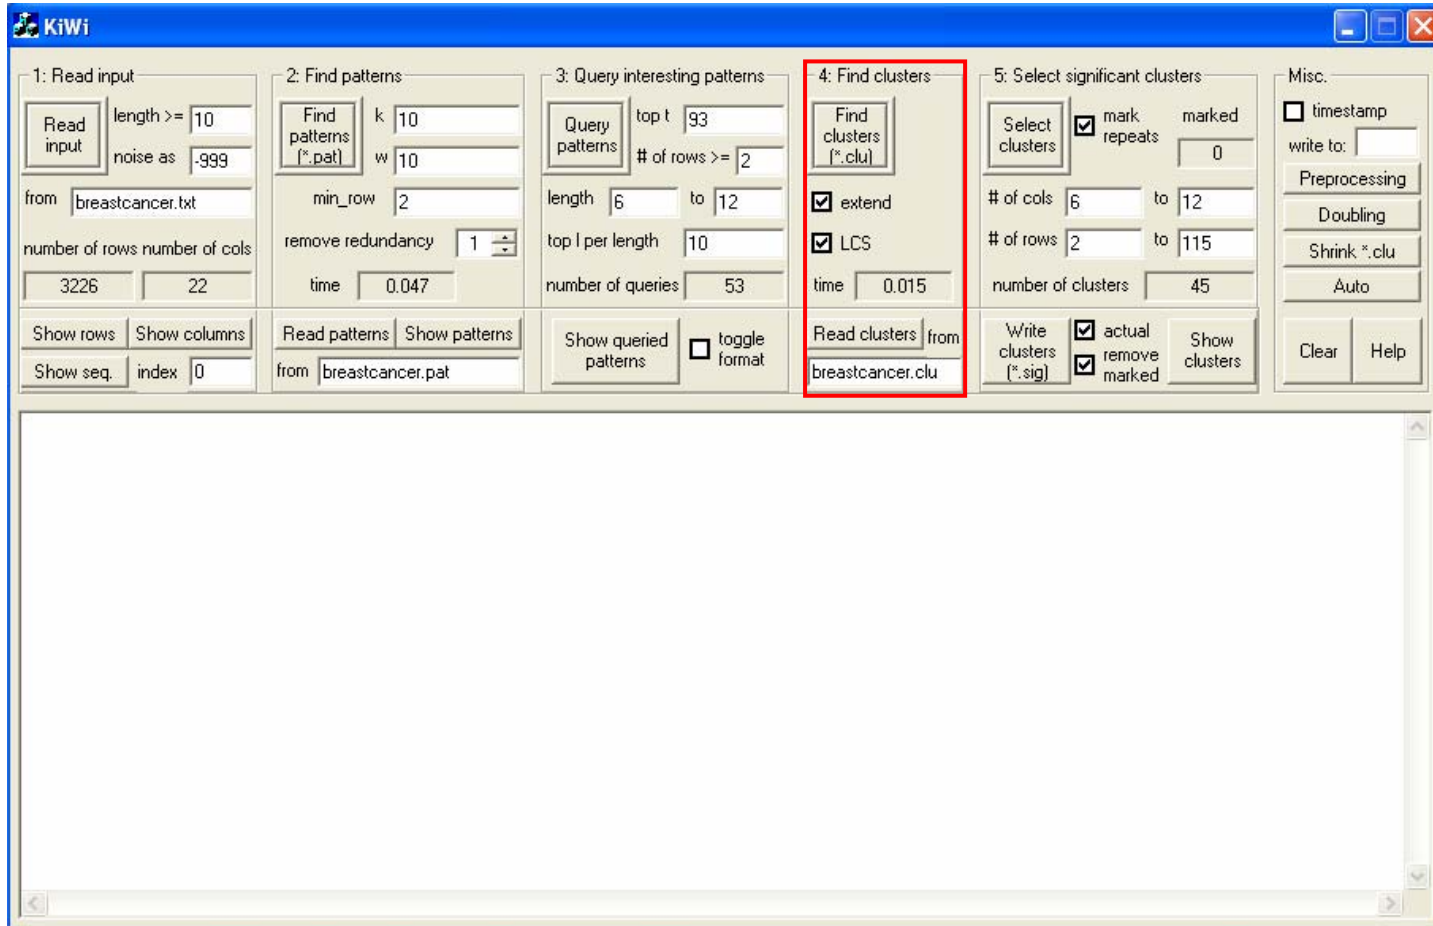 KiWi
1: Read input
Read input
length >= 10
noise as -999
from breastcancer.txt
number of rows number of cols
3226 22
Show rows Show columns
Show seq. index 0
2: Find patterns
Find patterns (*.pat)
k 10
w 10
min_row 2
remove redundancy 1
time 0.047
Read patterns Show patterns
from breastcancer.pat
3: Query interesting patterns
Query patterns
top t 93
# of rows >= 2
length 6 to 12
top l per length 10
number of queries 53
Show queried patterns
toggle format
4: Find clusters
Find clusters (*.clu)
extend
LCS
time 0.015
Read clusters from
breastcancer.clu
5: Select significant clusters
Select clusters
mark repeats
marked
0
# of cols 6 to 12
# of rows 2 to 115
number of clusters 45
Write clusters (*.sig)
actual
remove marked
Show clusters
Misc.
timestamp
write to:
Preprocessing
Doubling
Shrink *.clu
Auto
Clear Help